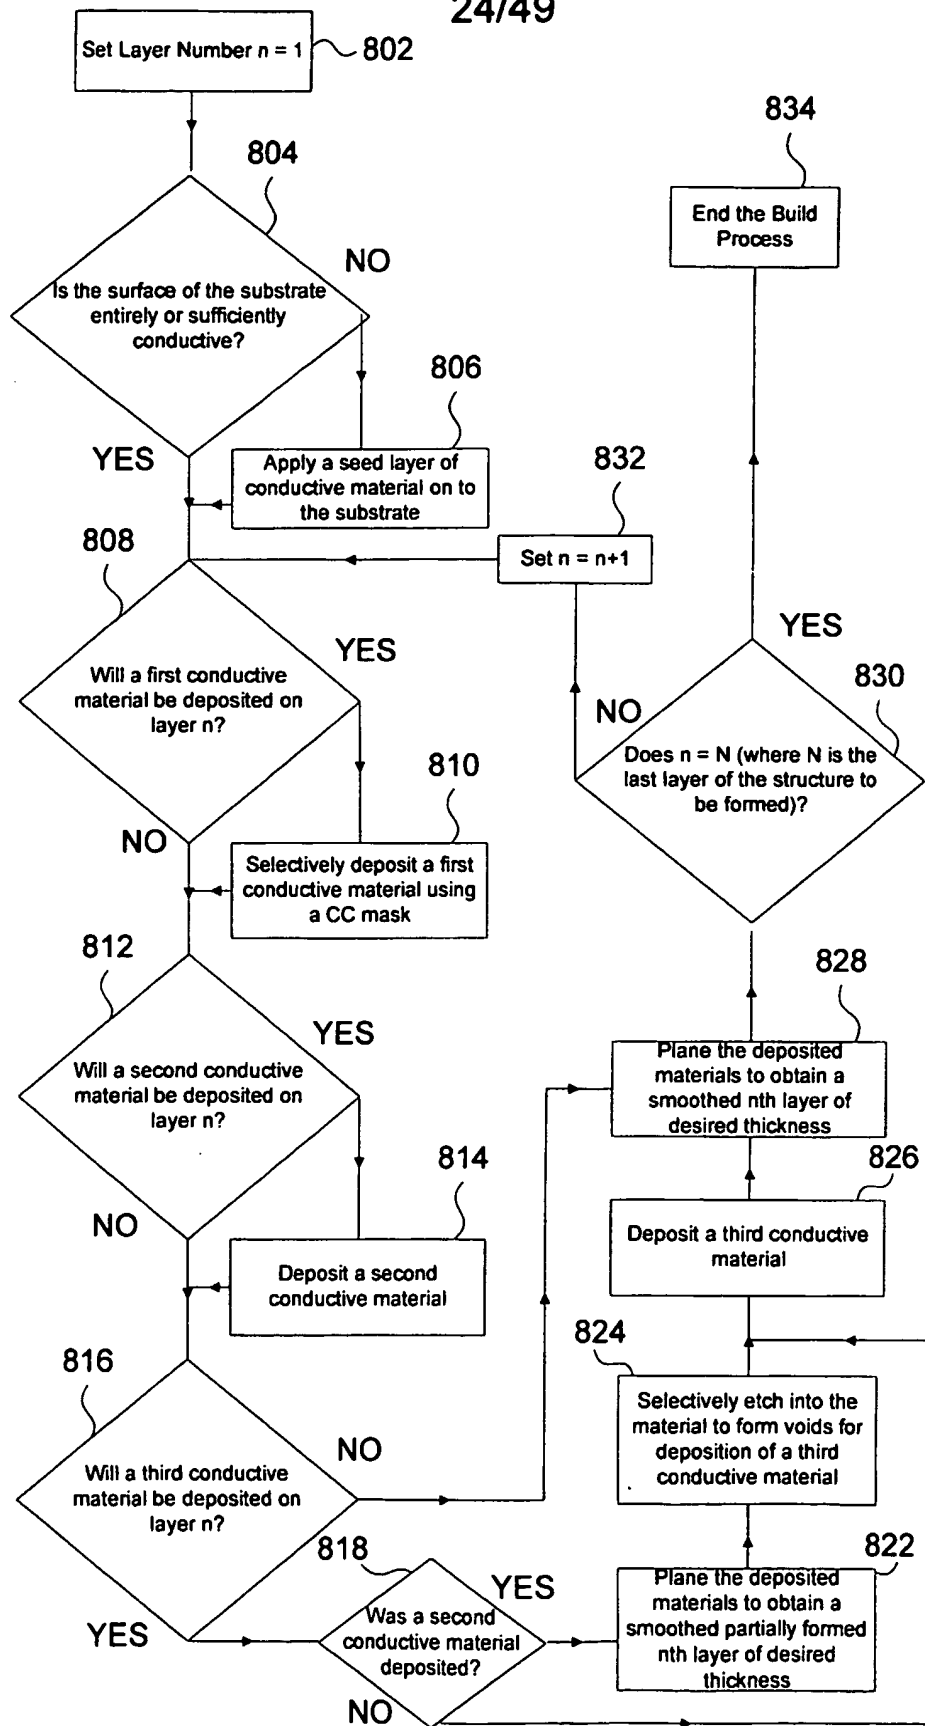 24/49
Set Layer Number n = 1
802
804
NO
Is the surface of the substrate
entirely or sufficiently
conductive?
YES
806
Apply a seed layer of
conductive material on to
the substrate
808
Will a first conductive
material be deposited on
layer n?
YES
NO
810
Selectively deposit a first
conductive material using
a CC mask
812
Will a second conductive
material be deposited on
layer n?
YES
NO
814
Deposit a second
conductive material
816
Will a third conductive
material be deposited on
layer n?
NO
YES
818
Was a second
conductive material
deposited?
YES
NO
822
Plane the deposited
materials to obtain a
smoothed partially formed
nth layer of desired
thickness
824
Selectively etch into the
material to form voids for
deposition of a third
conductive material
826
Deposit a third conductive
material
828
Plane the deposited
materials to obtain a
smoothed nth layer of
desired thickness
830
Does n = N (where N is the
last layer of the structure to
be formed)?
NO
YES
832
Set n = n+1
834
End the Build
Process